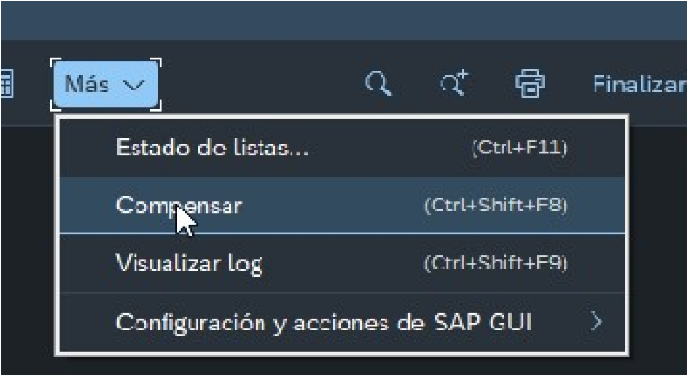 Más
Finalizar
Estado de listas... (Ctrl+F11)
Compensar (Ctrl+Shift+F8)
Visualizar log (Ctrl+Shift+F9)
Configuración y acciones de SAP GUI